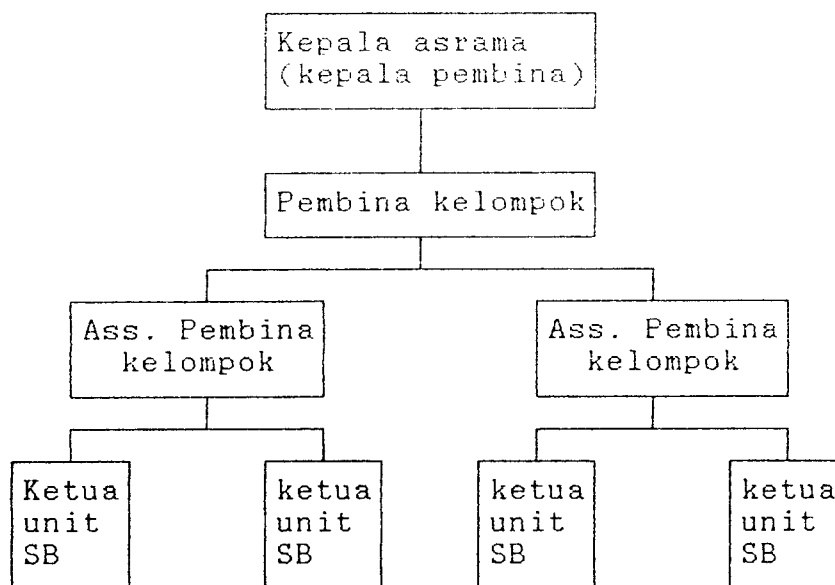 Kepala asrama
(kepala pembina)
Pembina kelompok
Ass. Pembina
kelompok
Ass. Pembina
kelompok
Ketua
unit
SB
ketua
unit
SB
ketua
unit
SB
ketua
unit
SB